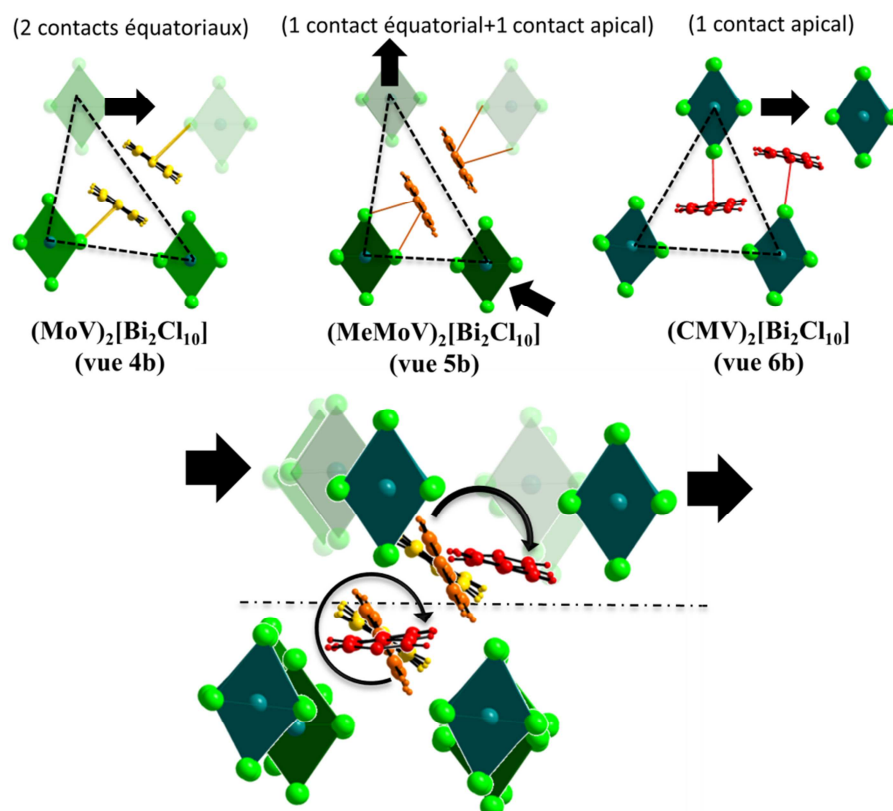 (2 contacts équatoriaux)
(1 contact équatorial+1 contact apical)
(1 contact apical)
(MoV)₂[Bi₂Cl₁₀]
(vue 4b)
(MeMoV)₂[Bi₂Cl₁₀]
(vue 5b)
(CMV)₂[Bi₂Cl₁₀]
(vue 6b)